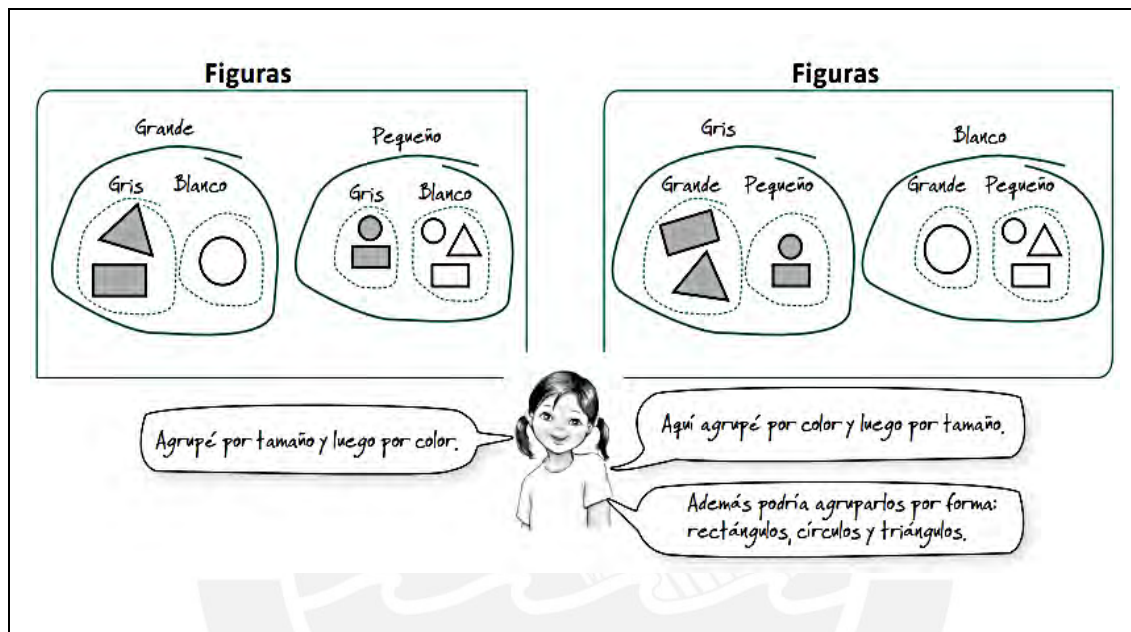 Figuras
Grande
Gris Blanco
Pequeño
Gris Blanco
Figuras
Gris
Grande Pequeño
Blanco
Grande Pequeño
Agrupé por tamaño y luego por color.
Aquí agrupé por color y luego por tamaño.
Además podría agruparlos por forma:
rectángulos, círculos y triángulos.